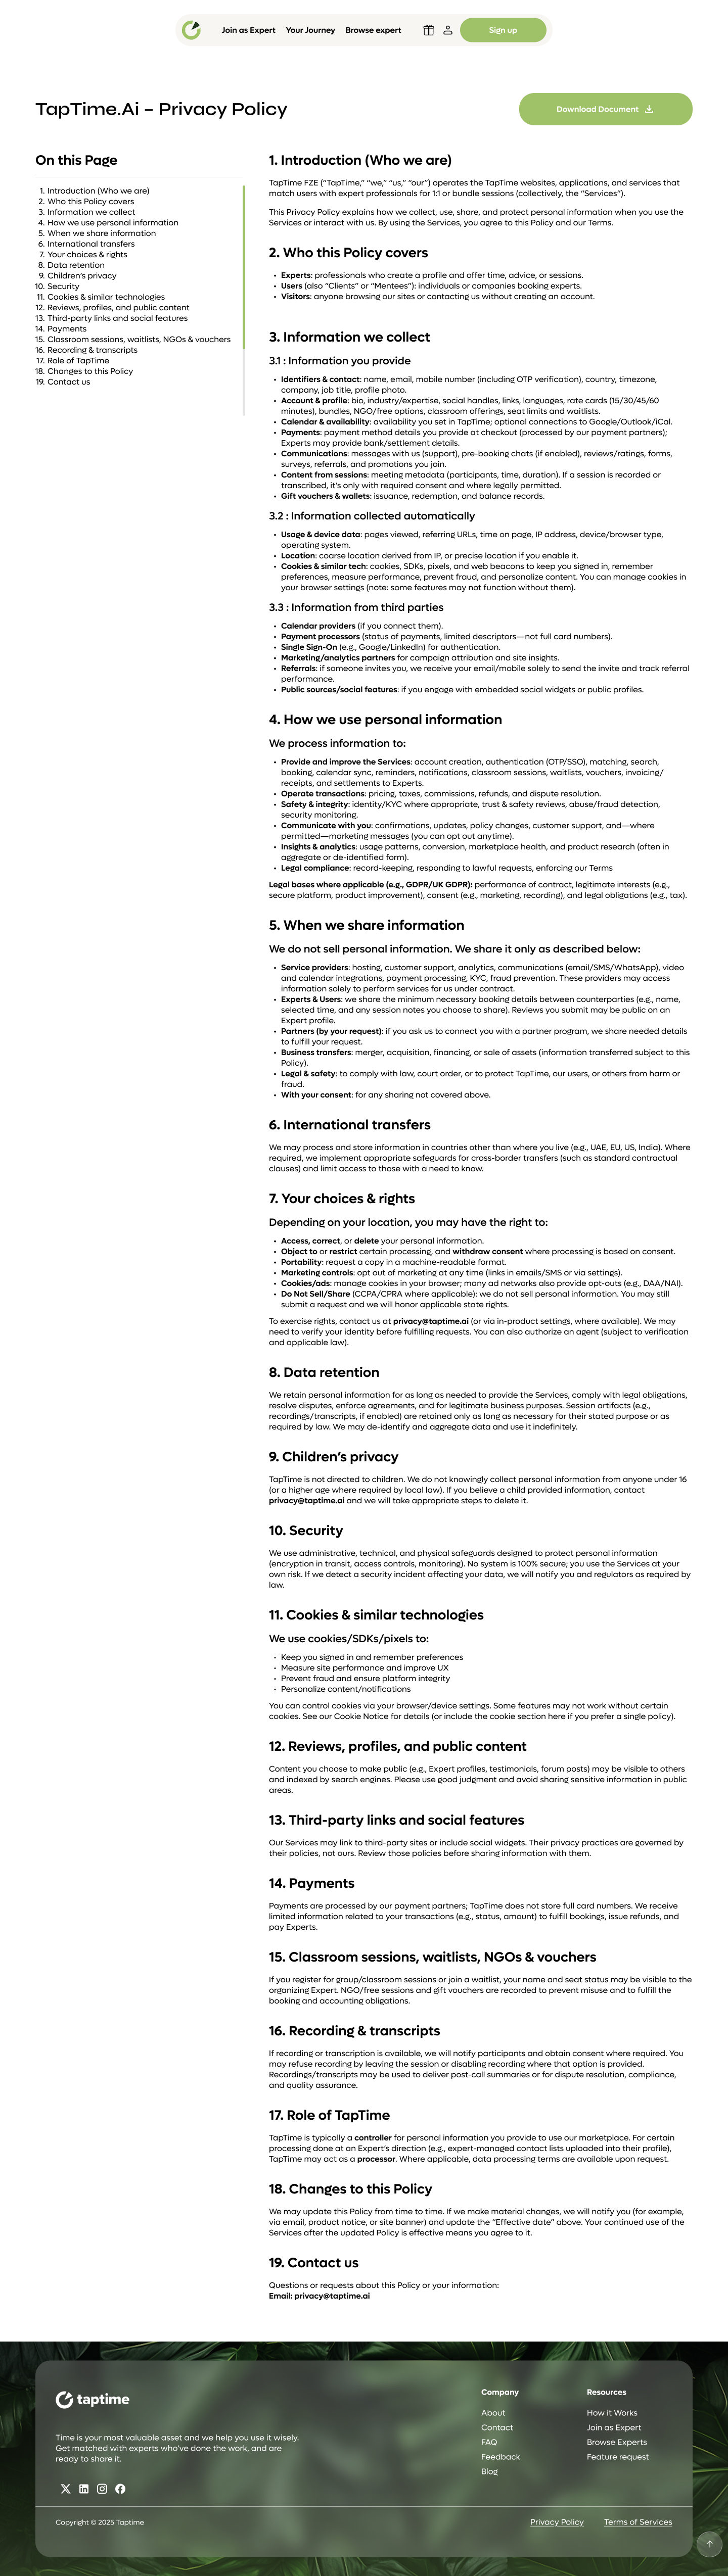 Join as Expert Your Journey Browse expert Sign up
TapTime.Ai – Privacy Policy
Download Document
On this Page
1. Introduction (Who we are)
2. Who this Policy covers
3. Information we collect
4. How we use personal information
5. When we share information
6. International transfers
7. Your choices & rights
8. Data retention
9. Children’s privacy
10. Security
11. Cookies & similar technologies
12. Reviews, profiles, and public content
13. Third-party links and social features
14. Payments
15. Classroom sessions, waitlists, NGOs & vouchers
16. Recording & transcripts
17. Role of TapTime
18. Changes to this Policy
19. Contact us
1. Introduction (Who we are)
TapTime FZE (“TapTime,” “we,” “us,” “our”) operates the TapTime websites, applications, and services that
match users with expert professionals for 1:1 or bundle sessions (collectively, the “Services”).
This Privacy Policy explains how we collect, use, share, and protect personal information when you use the
Services or interact with us. By using the Services, you agree to this Policy and our Terms.
2. Who this Policy covers
• Experts: professionals who create a profile and offer time, advice, or sessions.
• Users (also “Clients” or “Mentees”): individuals or companies booking experts.
• Visitors: anyone browsing our sites or contacting us without creating an account.
3. Information we collect
3.1 : Information you provide
• Identifiers & contact: name, email, mobile number (including OTP verification), country, timezone,
company, job title, profile photo.
• Account & profile: bio, industry/expertise, social handles, links, languages, rate cards (15/30/45/60
minutes), bundles, NGO/free options, classroom offerings, seat limits and waitlists.
• Calendar & availability: availability you set in TapTime; optional connections to Google/Outlook/iCal.
• Payments: payment method details you provide at checkout (processed by our payment partners);
Experts may provide bank/settlement details.
• Communications: messages with us (support), pre-booking chats (if enabled), reviews/ratings, forms,
surveys, referrals, and promotions you join.
• Content from sessions: meeting metadata (participants, time, duration). If a session is recorded or
transcribed, it’s only with required consent and where legally permitted.
• Gift vouchers & wallets: issuance, redemption, and balance records.
3.2 : Information collected automatically
• Usage & device data: pages viewed, referring URLs, time on page, IP address, device/browser type,
operating system.
• Location: coarse location derived from IP, or precise location if you enable it.
• Cookies & similar tech: cookies, SDKs, pixels, and web beacons to keep you signed in, remember
preferences, measure performance, prevent fraud, and personalize content. You can manage cookies in
your browser settings (note: some features may not function without them).
3.3 : Information from third parties
• Calendar providers (if you connect them).
• Payment processors (status of payments, limited descriptors—not full card numbers).
• Single Sign-On (e.g., Google/LinkedIn) for authentication.
• Marketing/analytics partners for campaign attribution and site insights.
• Referrals: if someone invites you, we receive your email/mobile solely to send the invite and track referral
performance.
• Public sources/social features: if you engage with embedded social widgets or public profiles.
4. How we use personal information
We process information to:
• Provide and improve the Services: account creation, authentication (OTP/SSO), matching, search,
booking, calendar sync, reminders, notifications, classroom sessions, waitlists, vouchers, invoicing/
receipts, and settlements to Experts.
• Operate transactions: pricing, taxes, commissions, refunds, and dispute resolution.
• Safety & integrity: identity/KYC where appropriate, trust & safety reviews, abuse/fraud detection,
security monitoring.
• Communicate with you: confirmations, updates, policy changes, customer support, and—where
permitted—marketing messages (you can opt out anytime).
• Insights & analytics: usage patterns, conversion, marketplace health, and product research (often in
aggregate or de-identified form).
• Legal compliance: record-keeping, responding to lawful requests, enforcing our Terms
Legal bases where applicable (e.g., GDPR/UK GDPR): performance of contract, legitimate interests (e.g.,
secure platform, product improvement), consent (e.g., marketing, recording), and legal obligations (e.g., tax).
5. When we share information
We do not sell personal information. We share it only as described below:
• Service providers: hosting, customer support, analytics, communications (email/SMS/WhatsApp), video
and calendar integrations, payment processing, KYC, fraud prevention. These providers may access
information solely to perform services for us under contract.
• Experts & Users: we share the minimum necessary booking details between counterparties (e.g., name,
selected time, and any session notes you choose to share). Reviews you submit may be public on an
Expert profile.
• Partners (by your request): if you ask us to connect you with a partner program, we share needed details
to fulfill your request.
• Business transfers: merger, acquisition, financing, or sale of assets (information transferred subject to this
Policy).
• Legal & safety: to comply with law, court order, or to protect TapTime, our users, or others from harm or
fraud.
• With your consent: for any sharing not covered above.
6. International transfers
We may process and store information in countries other than where you live (e.g., UAE, EU, US, India). Where
required, we implement appropriate safeguards for cross-border transfers (such as standard contractual
clauses) and limit access to those with a need to know.
7. Your choices & rights
Depending on your location, you may have the right to:
• Access, correct, or delete your personal information.
• Object to or restrict certain processing, and withdraw consent where processing is based on consent.
• Portability: request a copy in a machine-readable format.
• Marketing controls: opt out of marketing at any time (links in emails/SMS or via settings).
• Cookies/ads: manage cookies in your browser; many ad networks also provide opt-outs (e.g., DAA/NAI).
• Do Not Sell/Share (CCPA/CPRA where applicable): we do not sell personal information. You may still
submit a request and we will honor applicable state rights.
To exercise rights, contact us at privacy@taptime.ai (or via in-product settings, where available). We may
need to verify your identity before fulfilling requests. You can also authorize an agent (subject to verification
and applicable law).
8. Data retention
We retain personal information for as long as needed to provide the Services, comply with legal obligations,
resolve disputes, enforce agreements, and for legitimate business purposes. Session artifacts (e.g.,
recordings/transcripts, if enabled) are retained only as long as necessary for their stated purpose or as
required by law. We may de-identify and aggregate data and use it indefinitely.
9. Children’s privacy
TapTime is not directed to children. We do not knowingly collect personal information from anyone under 16
(or a higher age where required by local law). If you believe a child provided information, contact
privacy@taptime.ai and we will take appropriate steps to delete it.
10. Security
We use administrative, technical, and physical safeguards designed to protect personal information
(encryption in transit, access controls, monitoring). No system is 100% secure; you use the Services at your
own risk. If we detect a security incident affecting your data, we will notify you and regulators as required by
law.
11. Cookies & similar technologies
We use cookies/SDKs/pixels to:
• Keep you signed in and remember preferences
• Measure site performance and improve UX
• Prevent fraud and ensure platform integrity
• Personalize content/notifications
You can control cookies via your browser/device settings. Some features may not work without certain
cookies. See our Cookie Notice for details (or include the cookie section here if you prefer a single policy).
12. Reviews, profiles, and public content
Content you choose to make public (e.g., Expert profiles, testimonials, forum posts) may be visible to others
and indexed by search engines. Please use good judgment and avoid sharing sensitive information in public
areas.
13. Third-party links and social features
Our Services may link to third-party sites or include social widgets. Their privacy practices are governed by
their policies, not ours. Review those policies before sharing information with them.
14. Payments
Payments are processed by our payment partners; TapTime does not store full card numbers. We receive
limited information related to your transactions (e.g., status, amount) to fulfill bookings, issue refunds, and
pay Experts.
15. Classroom sessions, waitlists, NGOs & vouchers
If you register for group/classroom sessions or join a waitlist, your name and seat status may be visible to the
organizing Expert. NGO/free sessions and gift vouchers are recorded to prevent misuse and to fulfill the
booking and accounting obligations.
16. Recording & transcripts
If recording or transcription is available, we will notify participants and obtain consent where required. You
may refuse recording by leaving the session or disabling recording where that option is provided.
Recordings/transcripts may be used to deliver post-call summaries or for dispute resolution, compliance,
and quality assurance.
17. Role of TapTime
TapTime is typically a controller for personal information you provide to use our marketplace. For certain
processing done at an Expert’s direction (e.g., expert-managed contact lists uploaded into their profile),
TapTime may act as a processor. Where applicable, data processing terms are available upon request.
18. Changes to this Policy
We may update this Policy from time to time. If we make material changes, we will notify you (for example,
via email, product notice, or site banner) and update the “Effective date” above. Your continued use of the
Services after the updated Policy is effective means you agree to it.
19. Contact us
Questions or requests about this Policy or your information:
Email: privacy@taptime.ai
taptime
Time is your most valuable asset and we help you use it wisely.
Get matched with experts who’ve done the work, and are
ready to share it.
Company
About
Contact
FAQ
Feedback
Blog
Resources
How it Works
Join as Expert
Browse Experts
Feature request
Copyright © 2025 Taptime
Privacy Policy Terms of Services